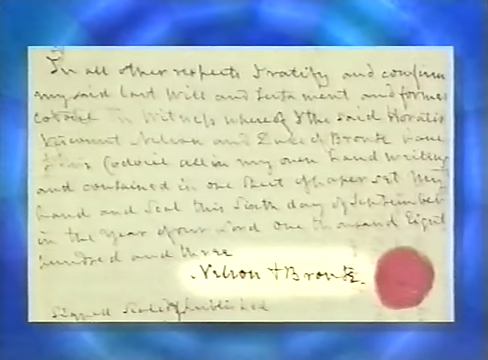 In all other respects I ratify and confirm
my said last Will and Testament and former
Codicil In Witness whereof I the said Horatio
Viscount Nelson and Duke of Bronte have
this Codicil all in my own hand writing
and contained in one Sheet of paper set my
hand and Seal this Sixth day of September
in the Year of our Lord One thousand Eight
hundred and three
Nelson & Bronte
Signed Sealed & published